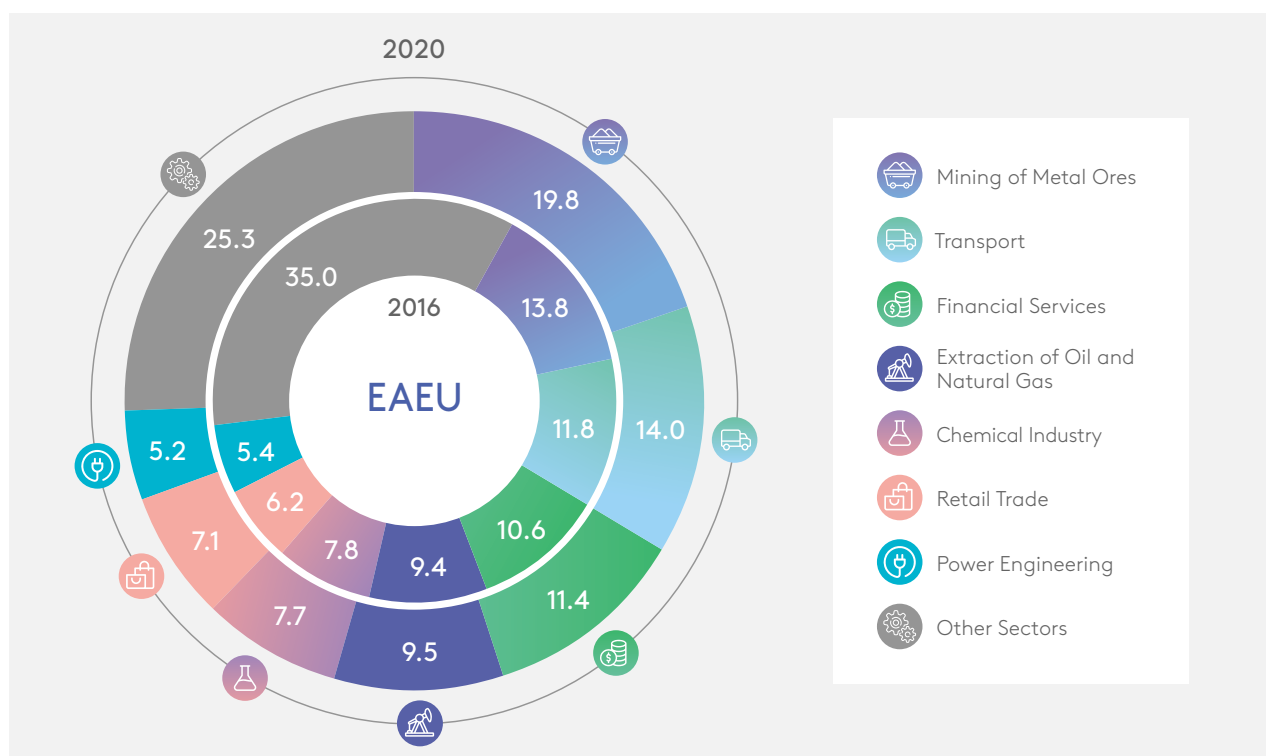 2020
19.8
25.3
35.0
2016
13.8
EAEU
11.8
14.0
5.2
5.4
6.2
10.6
7.1
7.8
9.4
11.4
7.7
9.5
Mining of Metal Ores
Transport
Financial Services
Extraction of Oil and
Natural Gas
Chemical Industry
Retail Trade
Power Engineering
Other Sectors